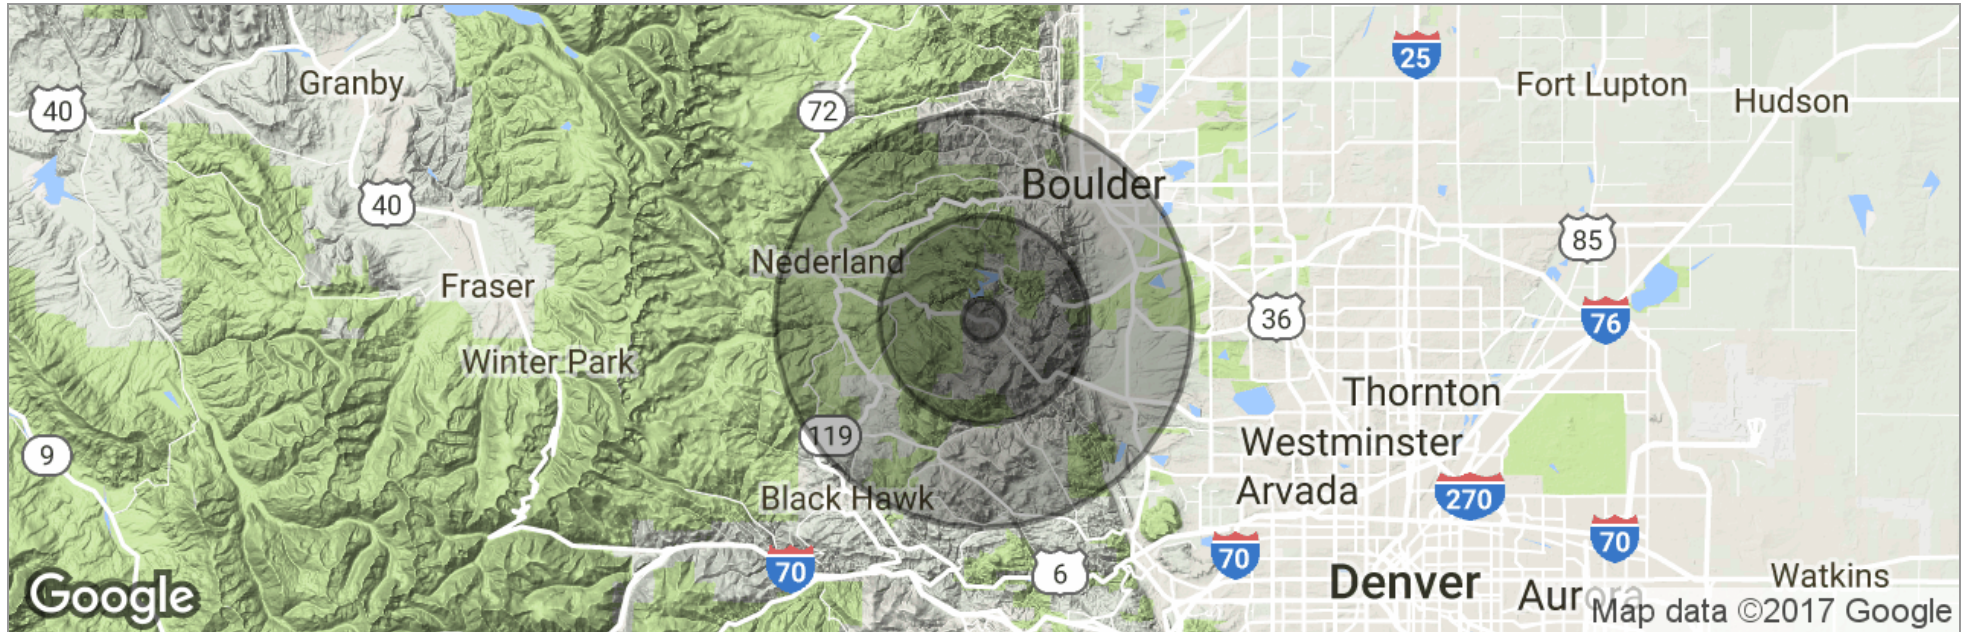 25
Granby
Fort Lupton
Hudson
40
72
Boulder
40
85
Nederland
Fraser
36
76
Winter Park
Thornton
119
Westminster
9
Arvada
Black Hawk
270
70
70
70
6
Denver
Aurora
Watkins
Google
Map data ©2017 Google